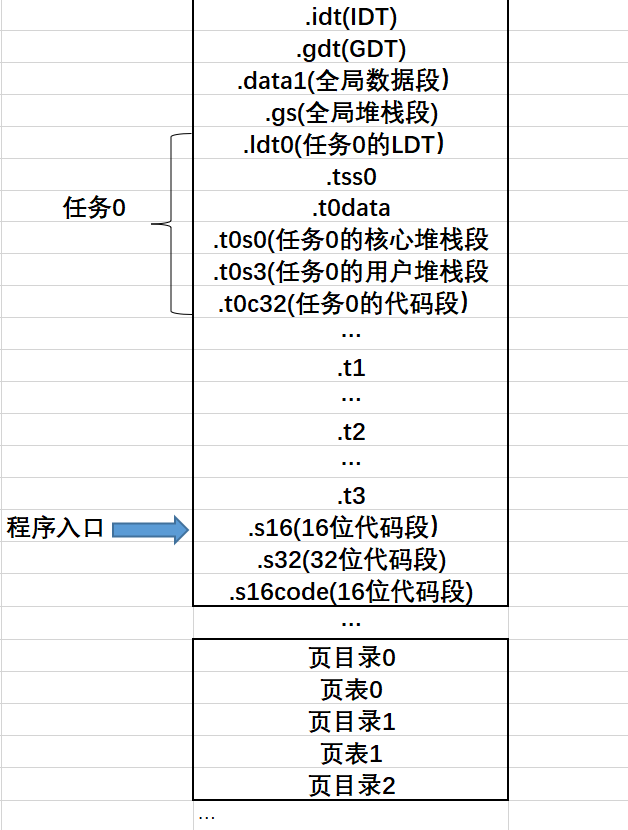 .idt(IDT)
.gdt(GDT)
.data1(全局数据段）
.gs(全局堆栈段)
.ldt0(任务0的LDT）
.tss0
任务0
.t0data
.t0s0(任务0的核心堆栈段
.t0s3(任务0的用户堆栈段
.t0c32(任务0的代码段）
...
.t1
...
.t2
...
.t3
程序入口
.s16(16位代码段）
.s32(32位代码段)
.s16code(16位代码段)
...
页目录0
页表0
页目录1
页表1
页目录2
...